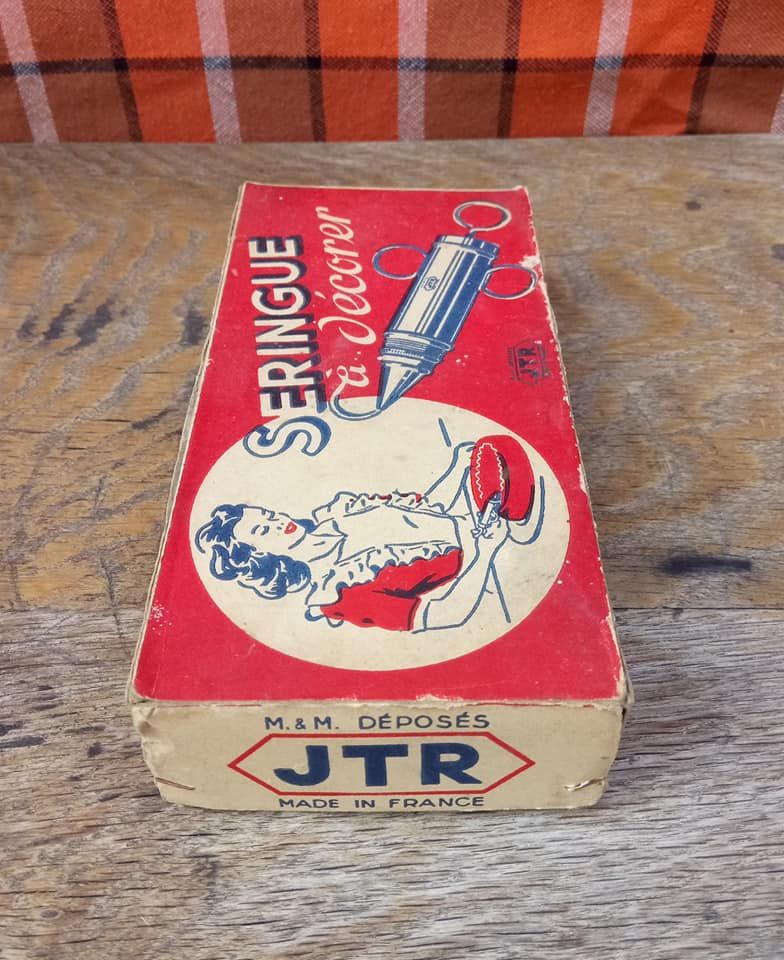 SERINGUE
à décorer
JTR
M. & M. DÉPOSÉS
JTR
MADE IN FRANCE